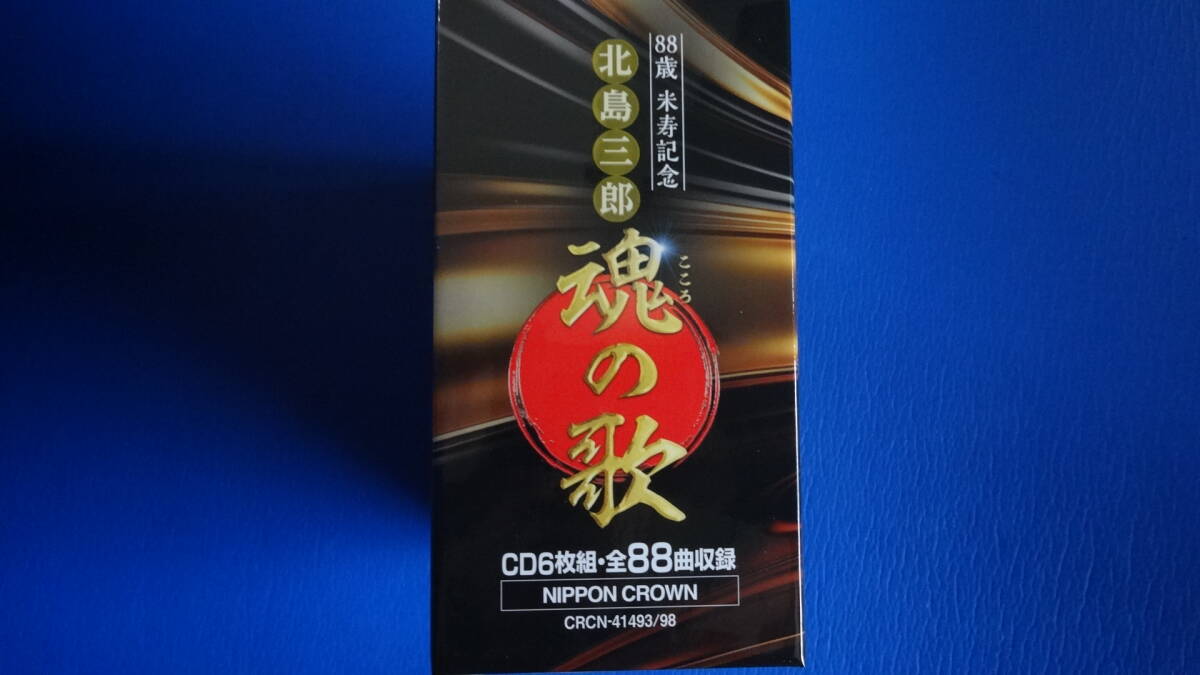 88歳 米寿記念
北島三郎
魂の歌
こころ
CD6枚組・全88曲収録
NIPPON CROWN
CRCN-41493/98